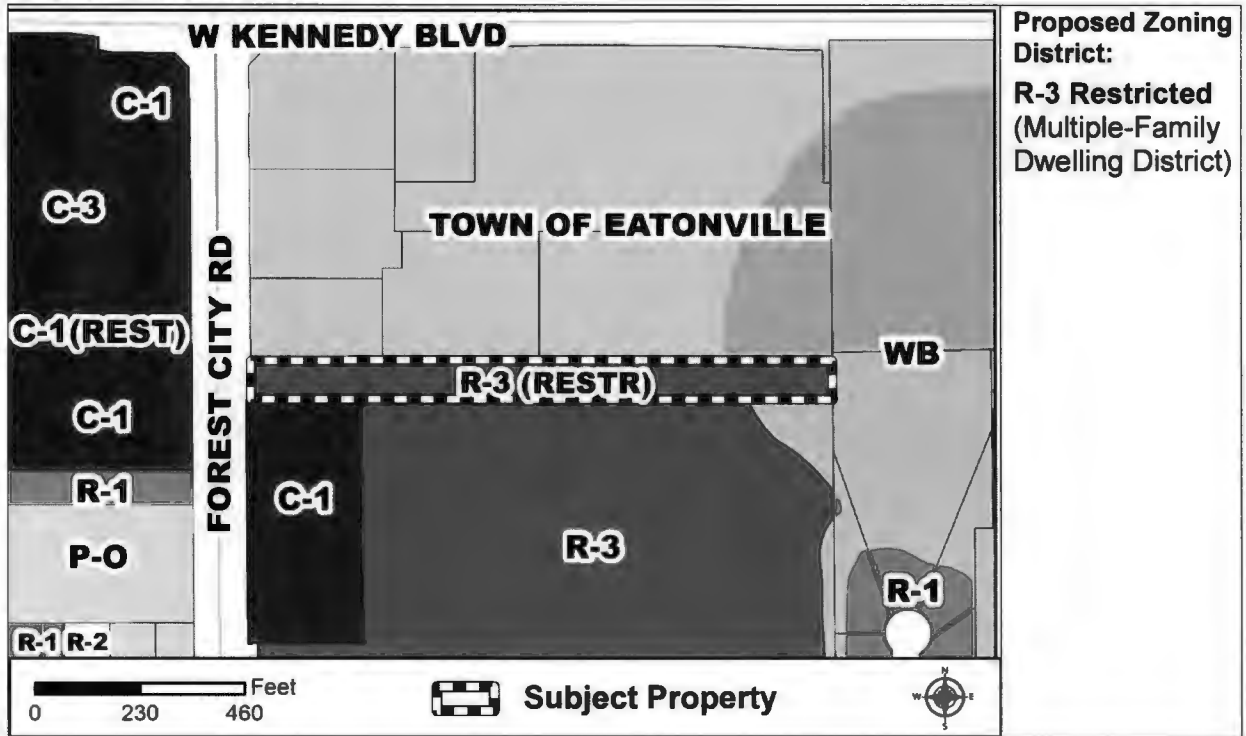 W KENNEDY BLVD
C-1
C-3
TOWN OF EATONVILLE
FOREST CITY RD
C-1(REST)
WB
R-3 (RESTR)
C-1
R-1
C-1
P-O
R-3
R-1
R-1 R-2
Feet
0 230 460
Subject Property
N
W E
S
Proposed Zoning
District:
R-3 Restricted
(Multiple-Family
Dwelling District)